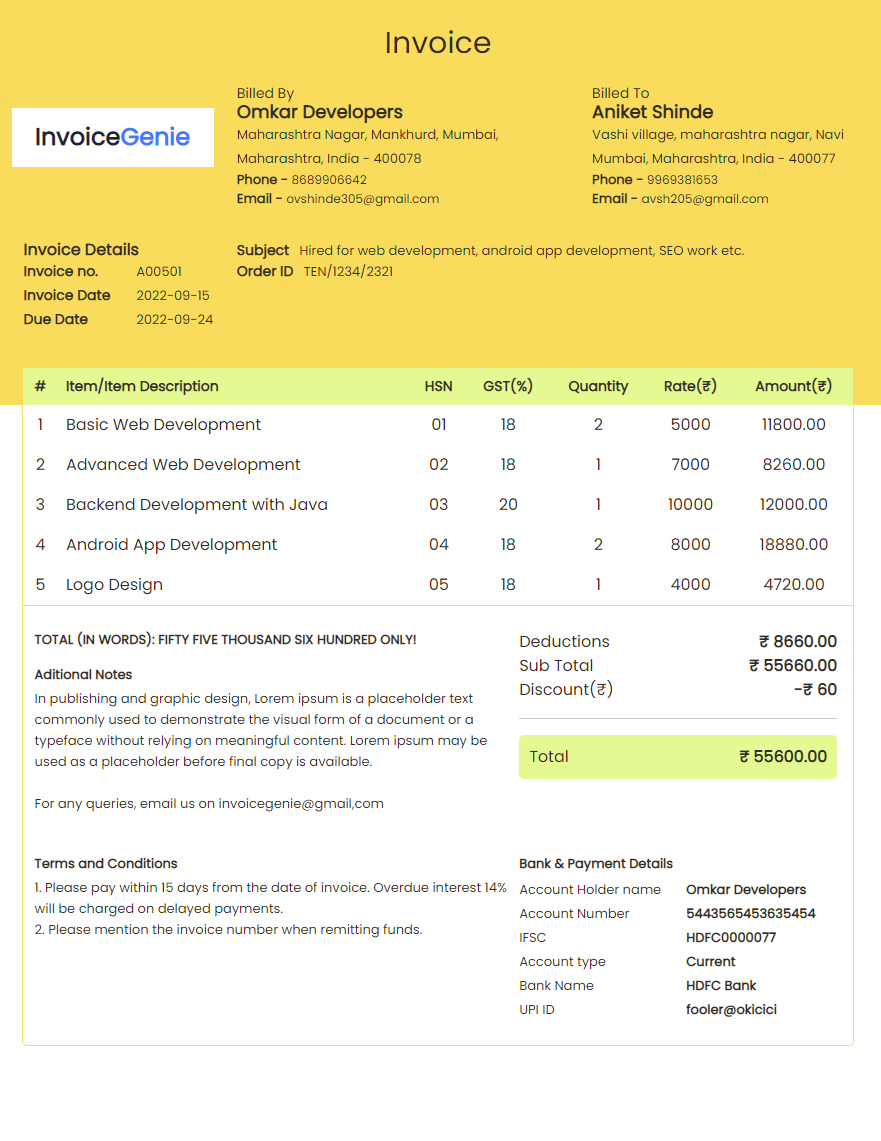 Invoice
InvoiceGenie
Billed By
Omkar Developers
Maharashtra Nagar, Mankhurd, Mumbai,
Maharashtra, India - 400078
Phone - 8689906642
Email - ovshinde305@gmail.com
Billed To
Aniket Shinde
Vashi village, maharashtra nagar, Navi
Mumbai, Maharashtra, India - 400077
Phone - 9969381653
Email - avsh205@gmail.com
Invoice Details
Invoice no. A00501
Invoice Date 2022-09-15
Due Date 2022-09-24
Subject Hired for web development, android app development, SEO work etc.
Order ID TEN/1234/2321
# Item/Item Description HSN GST(%) Quantity Rate(₹) Amount(₹)
1 Basic Web Development 01 18 2 5000 11800.00
2 Advanced Web Development 02 18 1 7000 8260.00
3 Backend Development with Java 03 20 1 10000 12000.00
4 Android App Development 04 18 2 8000 18880.00
5 Logo Design 05 18 1 4000 4720.00
TOTAL (IN WORDS): FIFTY FIVE THOUSAND SIX HUNDRED ONLY!
Aditional Notes
In publishing and graphic design, Lorem ipsum is a placeholder text
commonly used to demonstrate the visual form of a document or a
typeface without relying on meaningful content. Lorem ipsum may be
used as a placeholder before final copy is available.
For any queries, email us on invoicegenie@gmail,com
Deductions ₹ 8660.00
Sub Total ₹ 55660.00
Discount(₹) -₹ 60
Total ₹ 55600.00
Terms and Conditions
1. Please pay within 15 days from the date of invoice. Overdue interest 14%
will be charged on delayed payments.
2. Please mention the invoice number when remitting funds.
Bank & Payment Details
Account Holder name Omkar Developers
Account Number 5443565453635454
IFSC HDFC0000077
Account type Current
Bank Name HDFC Bank
UPI ID fooler@okicici